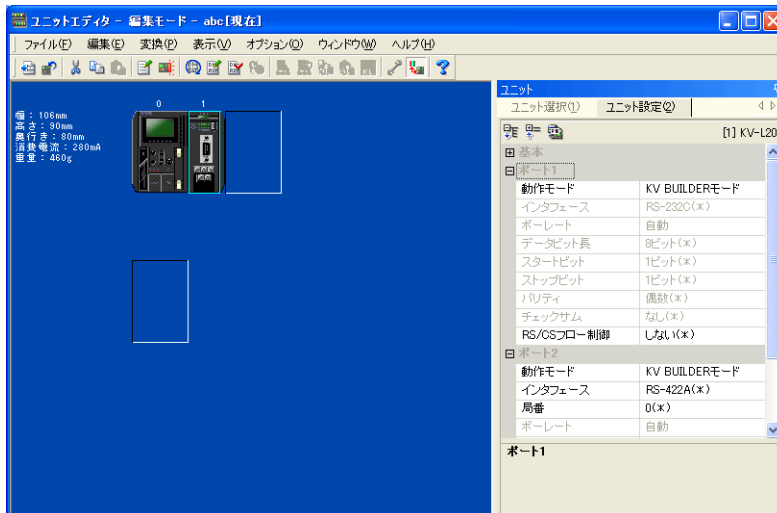 ユニットエディタ - 編集モード - abc[現在]
ファイル(F) 編集(E) 変換(P) 表示(V) オプション(O) ウィンドウ(W) ヘルプ(H)
ユニット
ユニット選択(1) ユニット設定(2)
[1] KV-L20
0 1
幅：106mm
高さ：90mm
奥行き：80mm
消費電流：280mA
重量：460g
基本
ポート1
動作モード KV BUILDERモード
インタフェース RS-232C(*)
ボーレート 自動
データビット長 8ビット(*)
スタートビット 1ビット(*)
ストップビット 1ビット(*)
パリティ 偶数(*)
チェックサム なし(*)
RS/CSフロー制御 しない(*)
ポート2
動作モード KV BUILDERモード
インタフェース RS-422A(*)
局番 0(*)
ボーレート 自動
ポート1